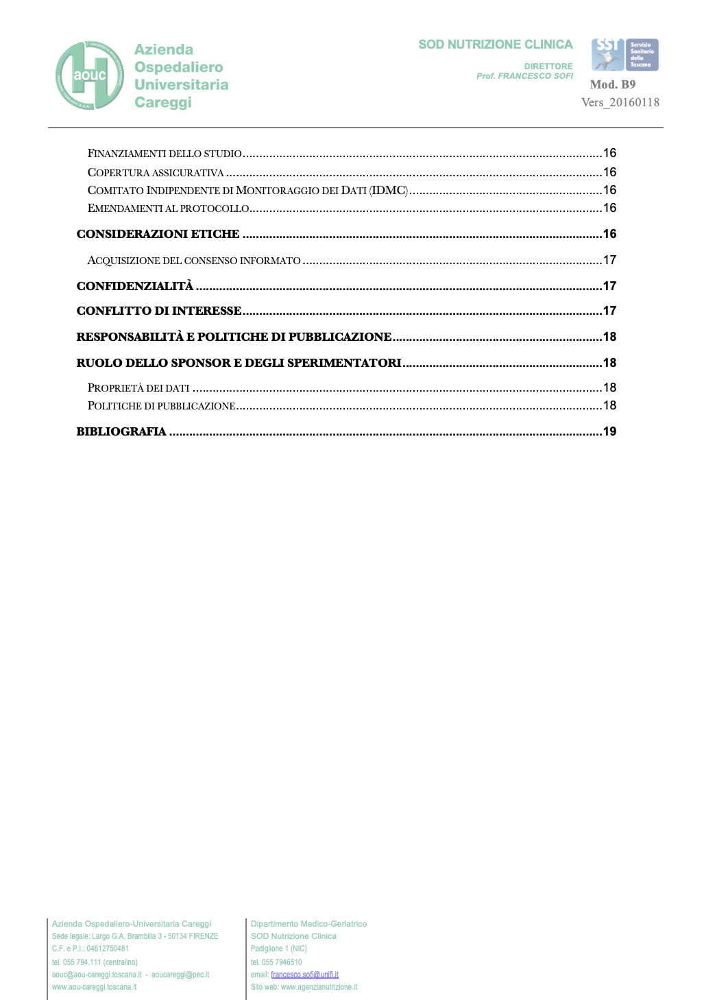 aouc
Azienda
Ospedaliero
Universitaria
Careggi
SOD NUTRIZIONE CLINICA
DIRETTORE
Prof. FRANCESCO SOFI
SST
Servizio
Sanitario
della
Toscana
Mod. B9
Vers_20160118
FINANZIAMENTI DELLO STUDIO 16
COPERTURA ASSICURATIVA 16
COMITATO INDIPENDENTE DI MONITORAGGIO DEI DATI (IDMC) 16
EMENDAMENTI AL PROTOCOLLO 16
CONSIDERAZIONI ETICHE 16
ACQUISIZIONE DEL CONSENSO INFORMATO 17
CONFIDENZIALITÀ 17
CONFLITTO DI INTERESSE 17
RESPONSABILITÀ E POLITICHE DI PUBBLICAZIONE 18
RUOLO DELLO SPONSOR E DEGLI SPERIMENTATORI 18
PROPRIETÀ DEI DATI 18
POLITICHE DI PUBBLICAZIONE 18
BIBLIOGRAFIA 19
Azienda Ospedaliero-Universitaria Careggi
Sede legale: Largo G.A. Brambilla 3 - 50134 FIRENZE
C.F. e P.I.: 04612750481
tel. 055 794.111 (centralino)
aouc@aou-careggi.toscana.it - aoucareggi@pec.it
www.aou-careggi.toscana.it
Dipartimento Medico-Geriatrico
SOD Nutrizione Clinica
Padiglione 1 (NIC)
tel. 055 7946510
email: francesco.sofi@unifi.it
Sito web: www.agenzianutrizione.it